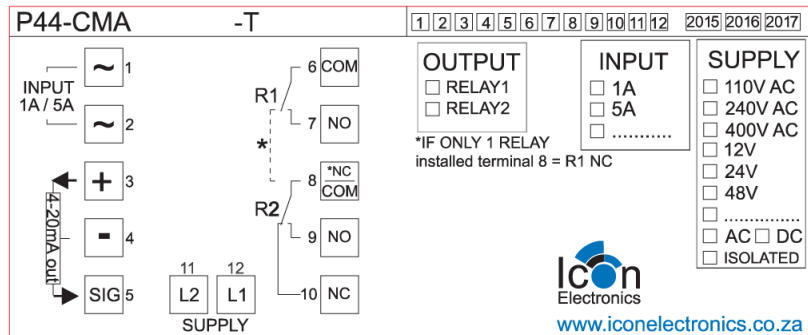 P44-CMA -T 1 2 3 4 5 6 7 8 9 10 11 12 2015 2016 2017
INPUT
1A / 5A
~ 1
~ 2
+ 3
- 4
SIG 5
4-20mA out
11 12
L2 L1
SUPPLY
R1
*
R2
6 COM
7 NO
8 *NC
COM
9 NO
10 NC
OUTPUT
RELAY1
RELAY2
*IF ONLY 1 RELAY
installed terminal 8 = R1 NC
INPUT
1A
5A
...........
SUPPLY
110V AC
240V AC
400V AC
12V
24V
48V
..............
AC DC
ISOLATED
Icon
Electronics
www.iconelectronics.co.za